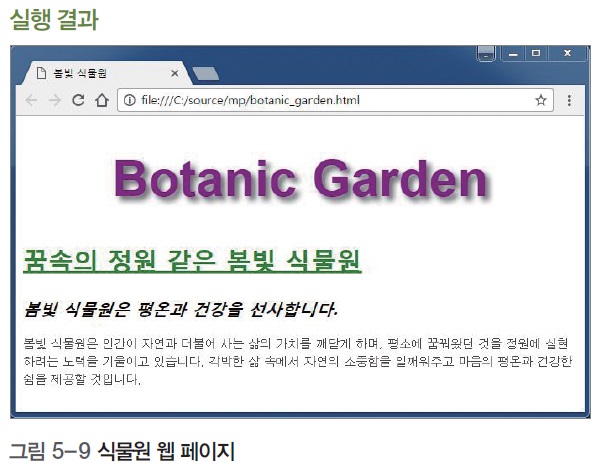 실행 결과
봄빛 식물원
file:///C:/source/mp/botanic_garden.html
Botanic Garden
꿈속의 정원 같은 봄빛 식물원
봄빛 식물원은 평온과 건강을 선사합니다.
봄빛 식물원은 인간이 자연과 더불어 사는 삶의 가치를 깨닫게 하며, 평소에 꿈꿔왔던 것을 정원에 실현
하려는 노력을 기울이고 있습니다. 각박한 삶 속에서 자연의 소중함을 일깨워주고 마음의 평온과 건강한
쉼을 제공할 것입니다.
그림 5-9 식물원 웹 페이지